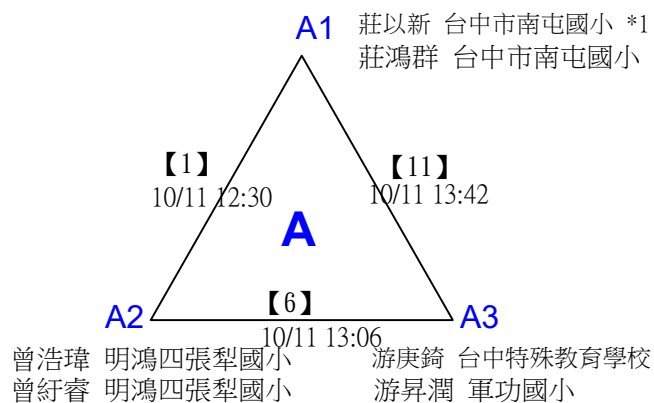 A1
莊以新 台中市南屯國小 *1
莊鴻群 台中市南屯國小
【1】
10/11 12:30
【11】
10/11 13:42
A
A2
【6】
10/11 13:06
A3
曾浩瑋 明鴻四張犁國小
曾紆睿 明鴻四張犁國小
游庚錡 台中特殊教育學校
游昇潤 軍功國小